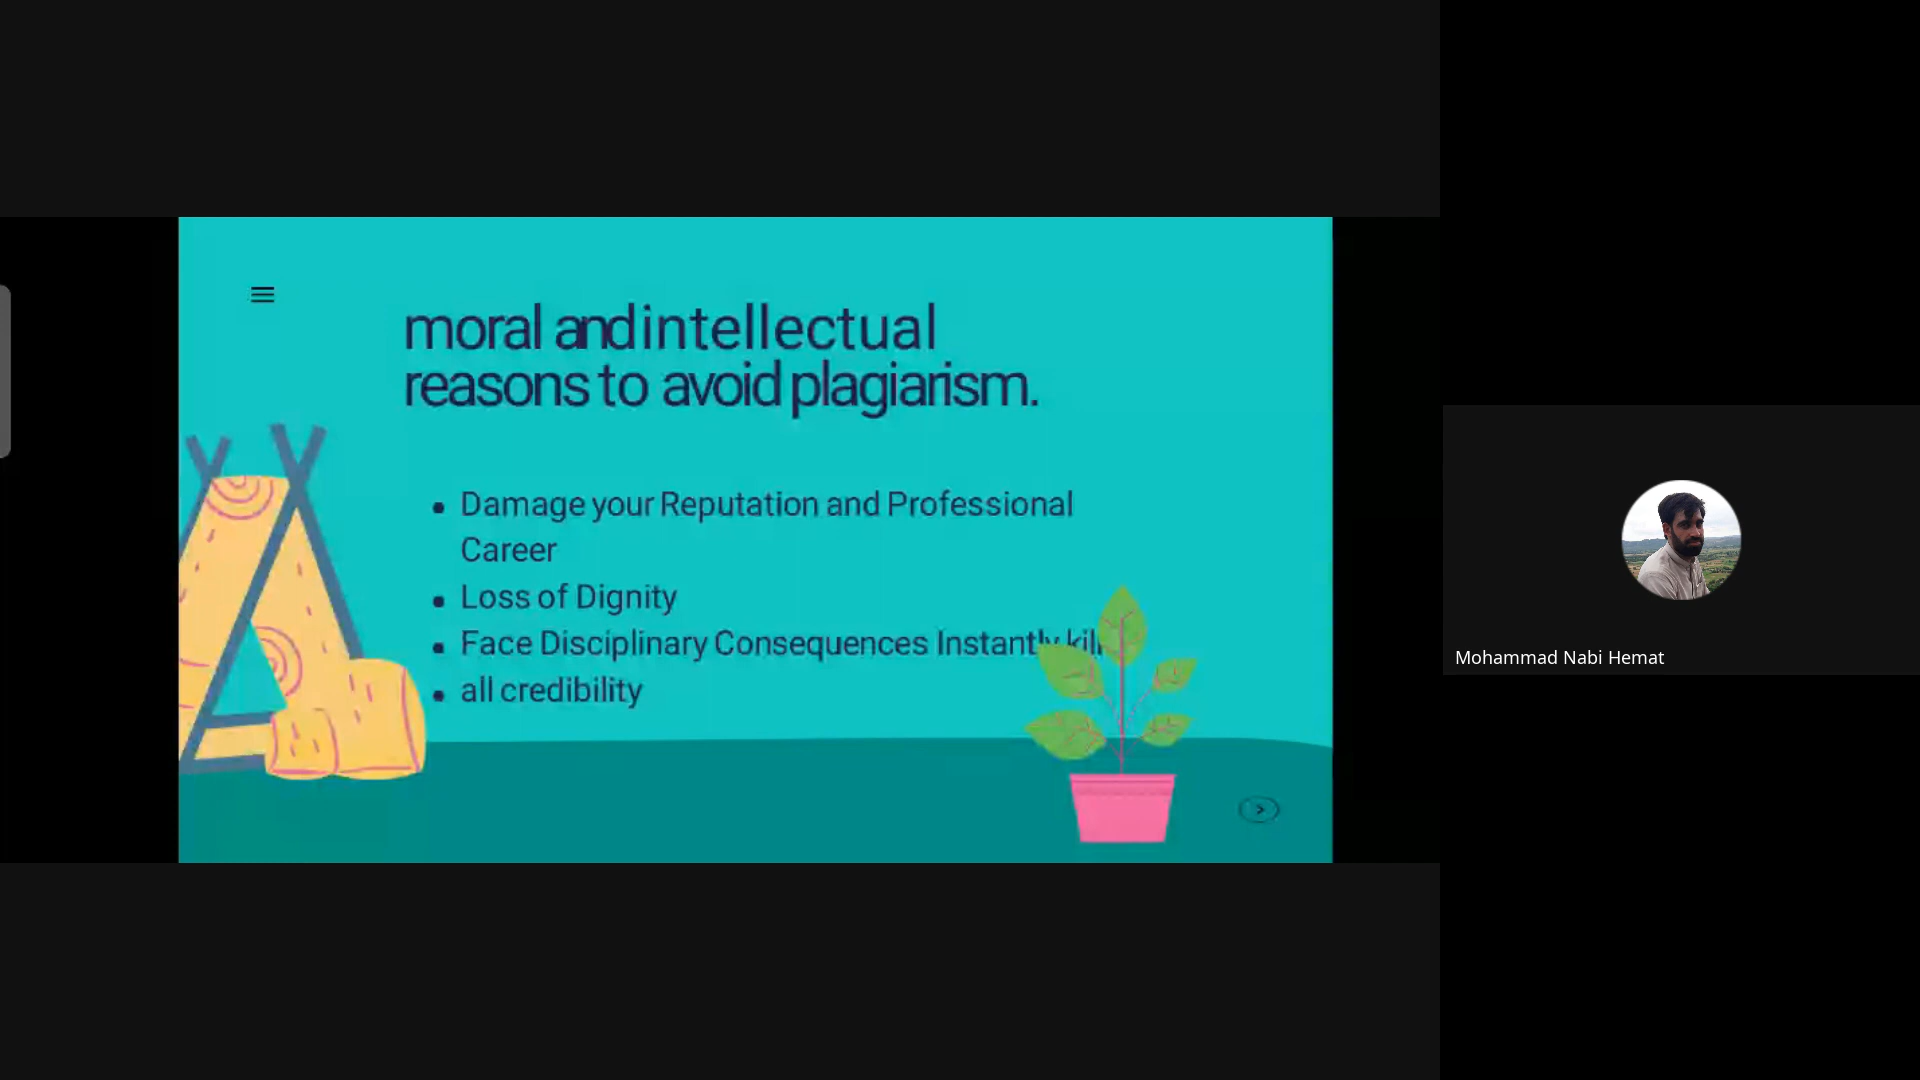 moral and intellectual
reasons to avoid plagiarism.
Damage your Reputation and Professional
Career
Loss of Dignity
Face Disciplinary Consequences Instantly kill
all credibility
Mohammad Nabi Hemat